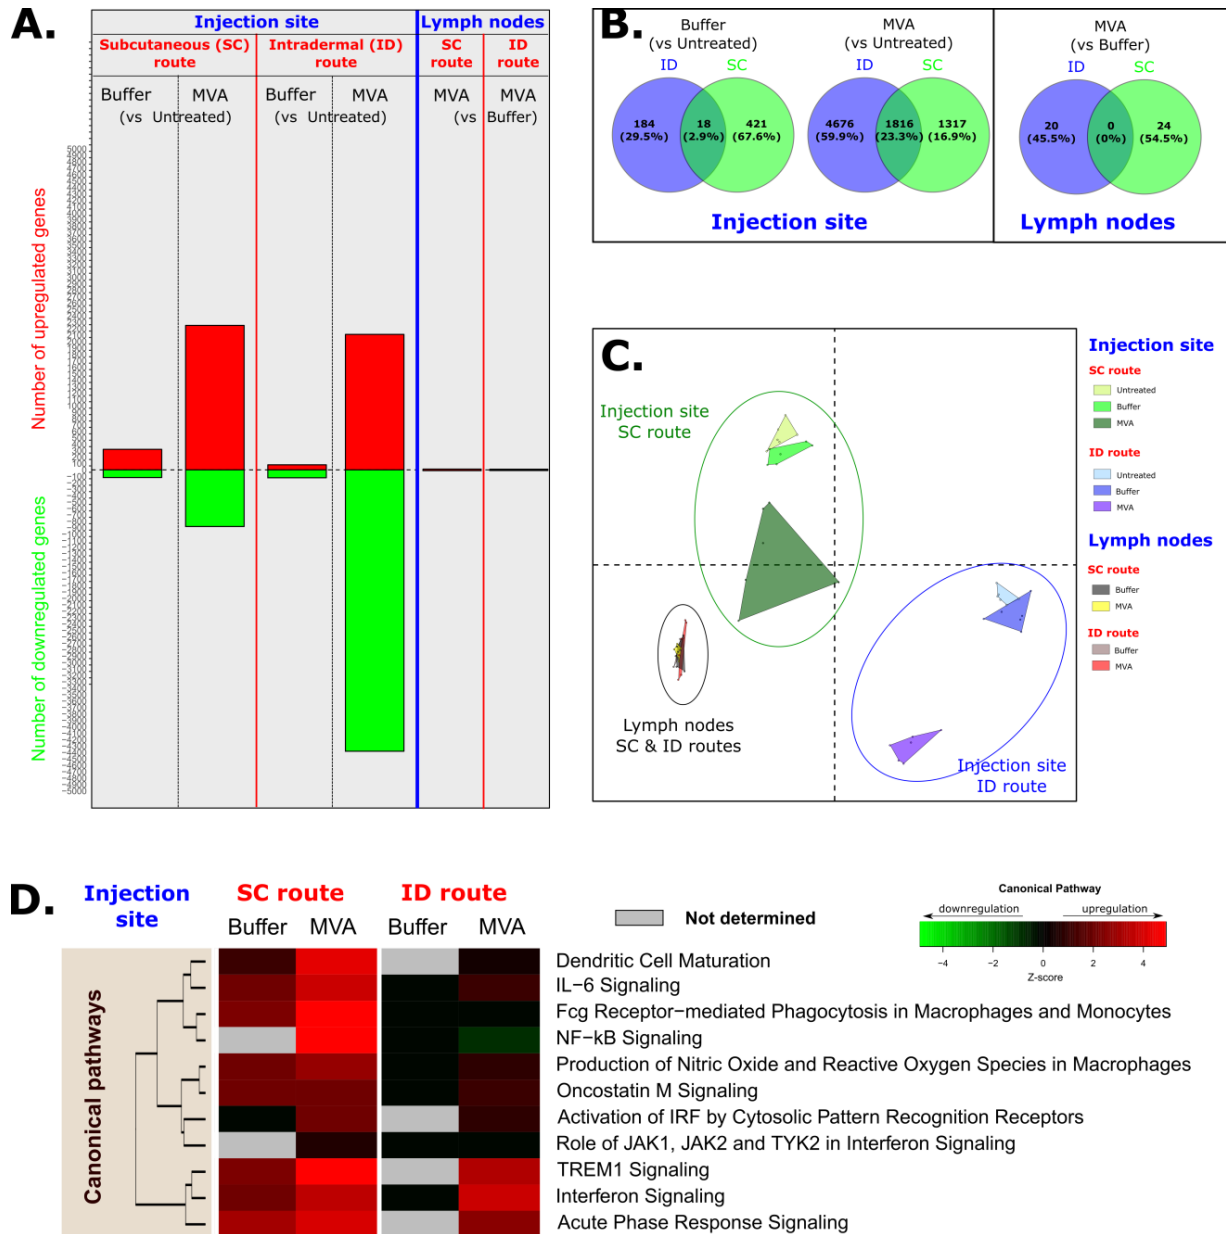 A.
Injection site
Lymph nodes
Subcutaneous (SC)
route
Intradermal (ID)
route
SC
route
ID
route
Buffer MVA
(vs Untreated)
Buffer MVA
(vs Untreated)
MVA MVA
(vs Buffer)
Number of upregulated genes
Number of downregulated genes
B.
Buffer
(vs Untreated)
ID SC
184
(29.5%)
18
(2.9%)
421
(67.6%)
MVA
(vs Untreated)
ID SC
4676
(59.9%)
1816
(23.3%)
1317
(16.9%)
Injection site
MVA
(vs Buffer)
ID SC
20
(45.5%)
0
(0%)
24
(54.5%)
Lymph nodes
C.
Injection site
SC route
Lymph nodes
SC & ID routes
Injection site
ID route
Injection site
SC route
Untreated
Buffer
MVA
ID route
Untreated
Buffer
MVA
Lymph nodes
SC route
Buffer
MVA
ID route
Buffer
MVA
D.
Injection
site
SC route
ID route
Buffer MVA
Buffer MVA
Not determined
Canonical Pathway
downregulation upregulation
−4 −2 0 2 4
Z-score
Canonical pathways
Dendritic Cell Maturation
IL−6 Signaling
Fcg Receptor−mediated Phagocytosis in Macrophages and Monocytes
NF−kB Signaling
Production of Nitric Oxide and Reactive Oxygen Species in Macrophages
Oncostatin M Signaling
Activation of IRF by Cytosolic Pattern Recognition Receptors
Role of JAK1, JAK2 and TYK2 in Interferon Signaling
TREM1 Signaling
Interferon Signaling
Acute Phase Response Signaling